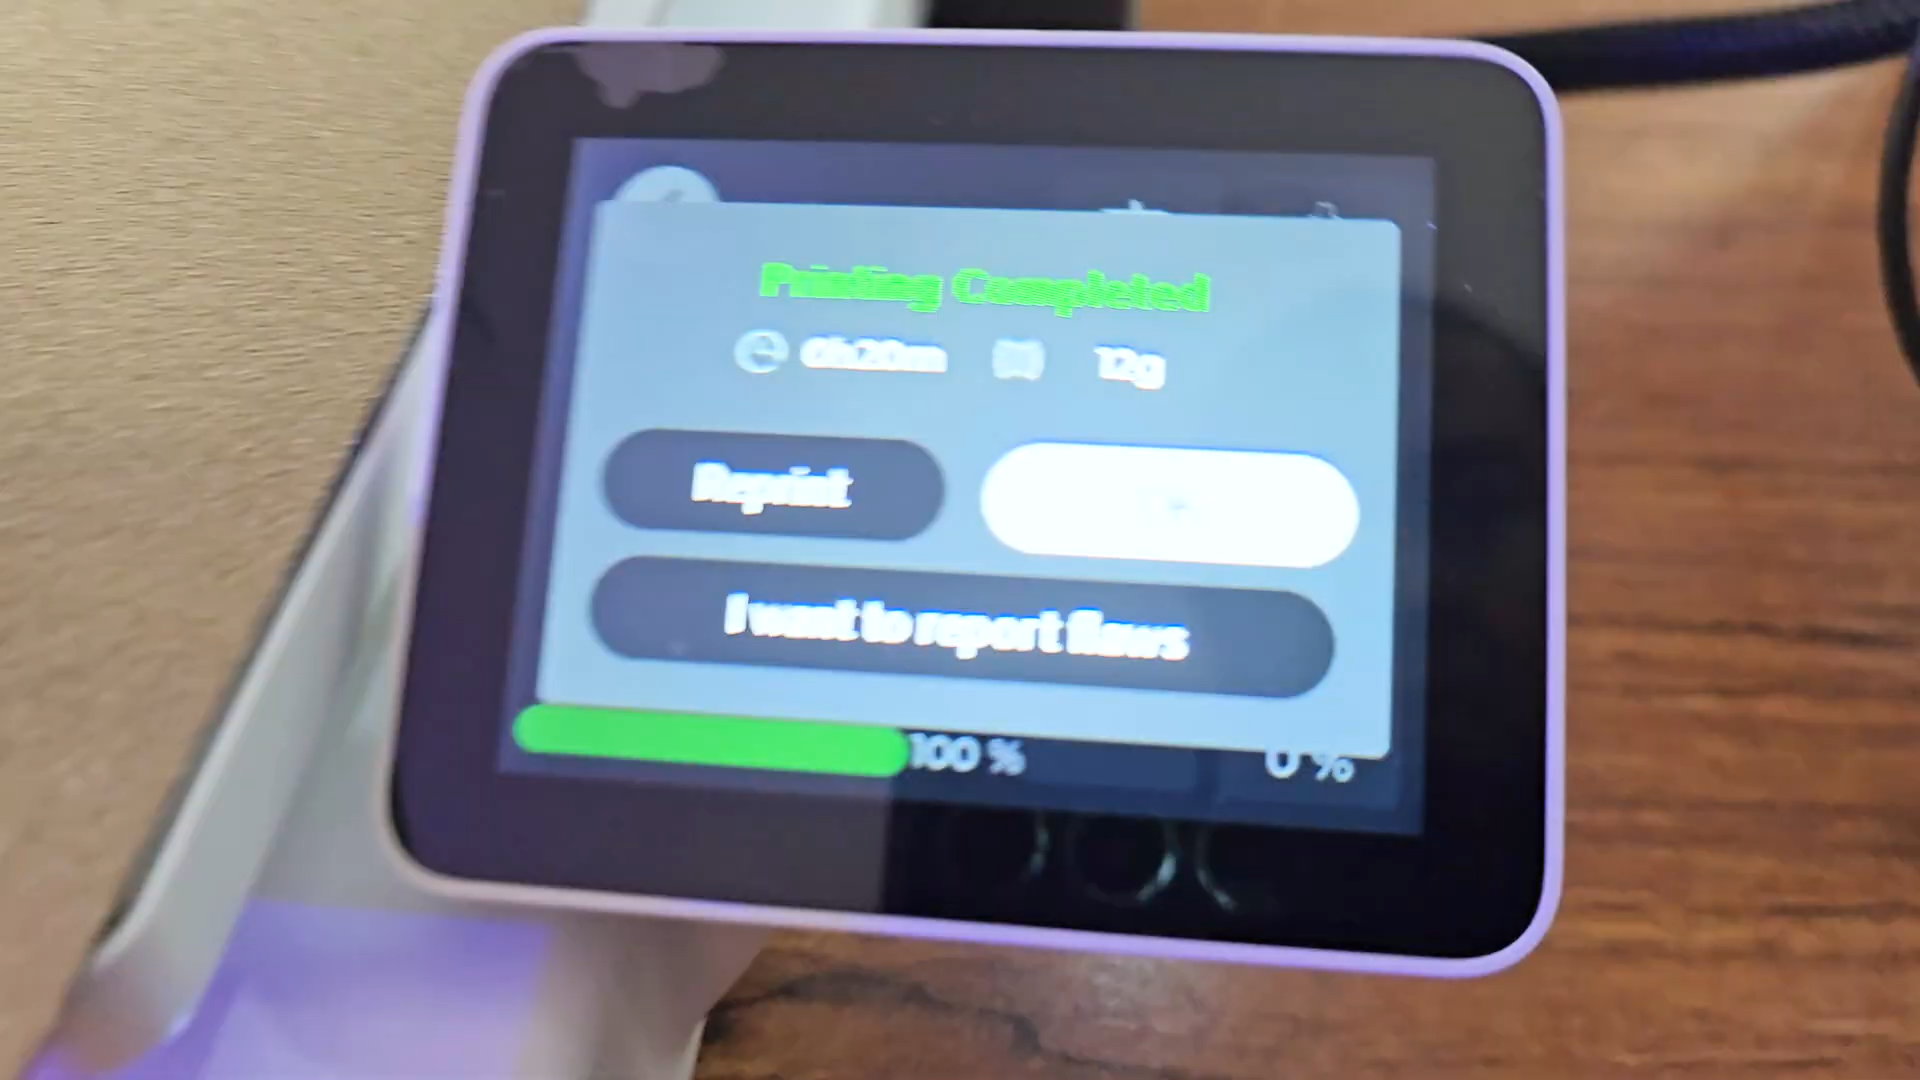 Printing Completed
0h20m 12g
Reprint
I want to report flaws
100 % 0 %